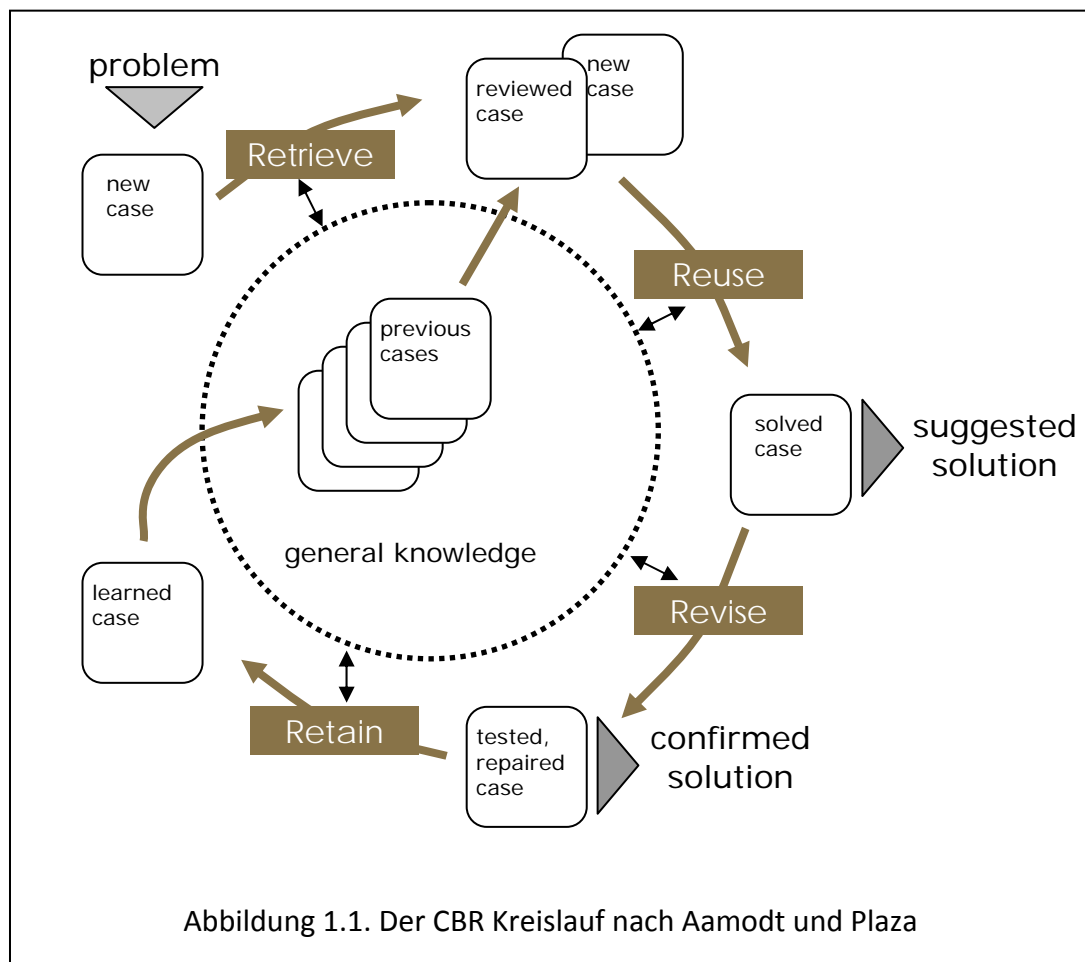 problem
new
case
Retrieve
reviewed
case
new
case
Reuse
previous
cases
solved
case
suggested
solution
general knowledge
learned
case
Revise
Retain
tested,
repaired
case
confirmed
solution
Abbildung 1.1. Der CBR Kreislauf nach Aamodt und Plaza